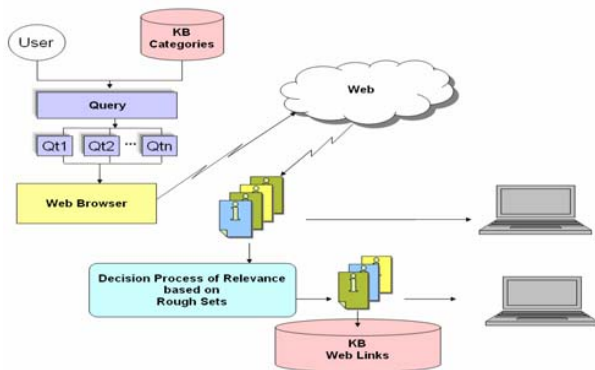 User
KB
Categories
Query
Qt1 Qt2 ... Qtn
Web Browser
Web
i
Decision Process of Relevance
based on
Rough Sets
i
KB
Web Links